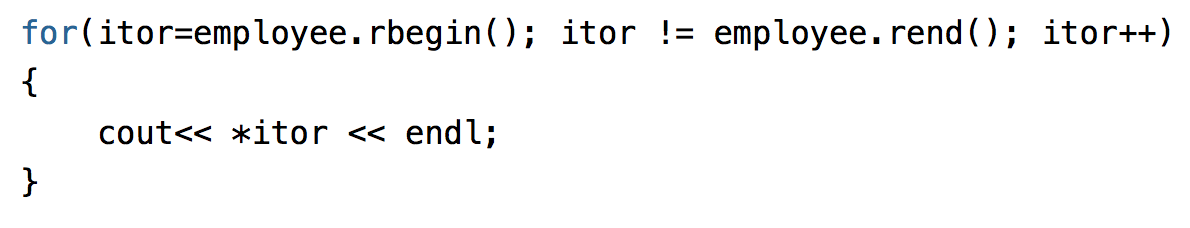 for(itor=employee.rbegin(); itor != employee.rend(); itor++)
{
    cout<< *itor << endl;
}